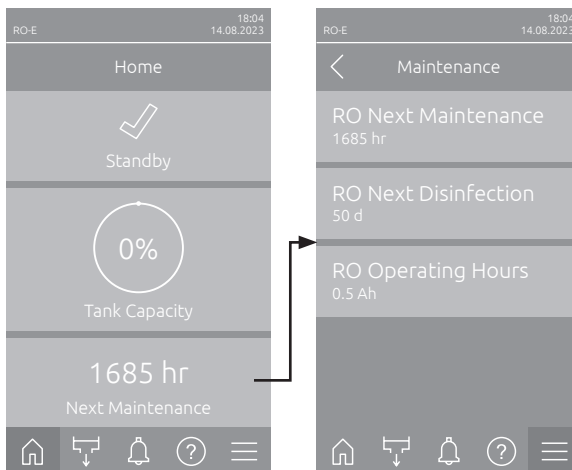 18:04
RO-E 14.08.2023
Home
Standby
0%
Tank Capacity
1685 hr
Next Maintenance
?
18:04
RO-E 14.08.2023
Maintenance
RO Next Maintenance
1685 hr
RO Next Disinfection
50 d
RO Operating Hours
0.5 Ah
?